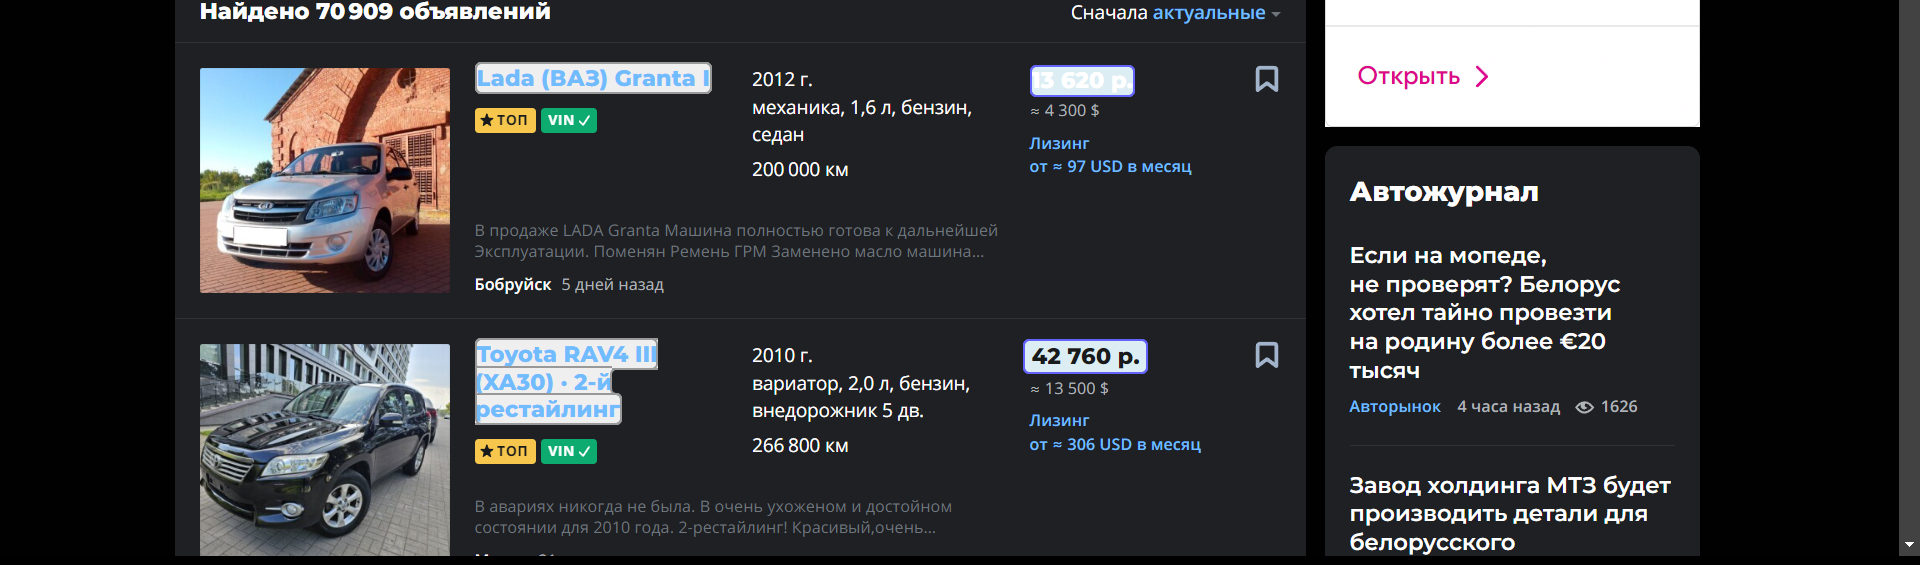 Найдено 70 909 объявлений
Сначала актуальные
Lada (ВАЗ) Granta I
ТОП VIN
2012 г.
механика, 1,6 л, бензин,
седан
200 000 км
13 620 р.
≈ 4 300 $
Лизинг
от ≈ 97 USD в месяц
В продаже LADA Granta Машина полностью готова к дальнейшей
Эксплуатации. Поменян Ремень ГРМ Заменено масло машина...
Бобруйск 5 дней назад
Toyota RAV4 III
(XA30) · 2-й
рестайлинг
ТОП VIN
2010 г.
вариатор, 2,0 л, бензин,
внедорожник 5 дв.
266 800 км
42 760 р.
≈ 13 500 $
Лизинг
от ≈ 306 USD в месяц
В авариях никогда не была. В очень ухоженом и достойном
состоянии для 2010 года. 2-рестайлинг! Красивый,очень...
Открыть
Автожурнал
Если на мопеде,
не проверят? Белорус
хотел тайно провезти
на родину более €20
тысяч
Авторынок 4 часа назад 1626
Завод холдинга МТЗ будет
производить детали для
белорусского